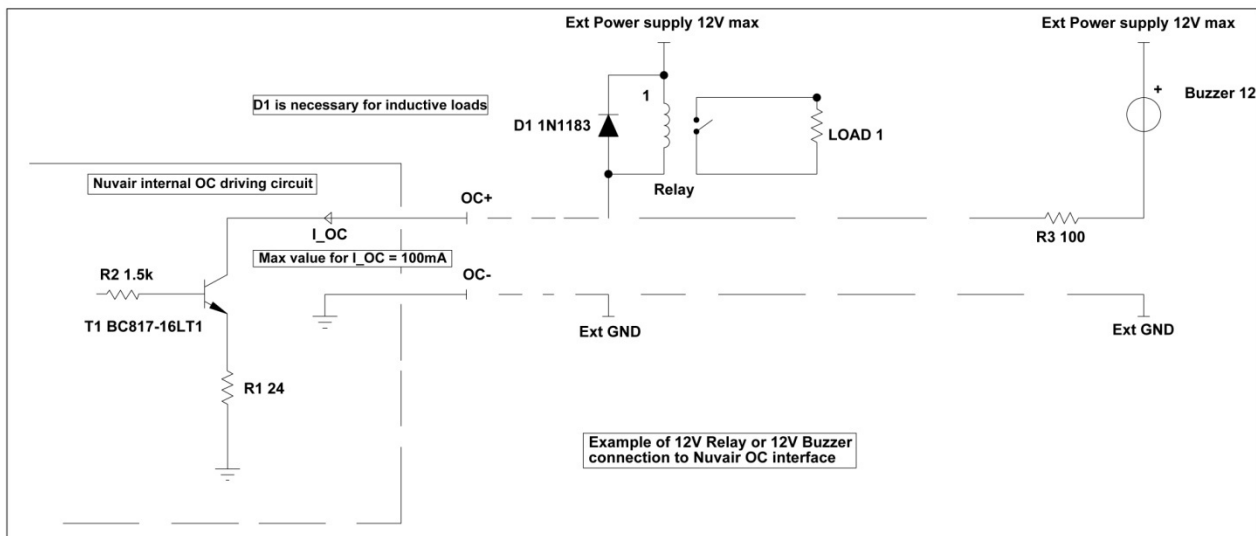 Ext Power supply 12V max
Ext Power supply 12V max
D1 is necessary for inductive loads
1
+
Buzzer 12
D1 1N1183
LOAD 1
Nuvair internal OC driving circuit
Relay
OC+
I_OC
R3 100
Max value for I_OC = 100mA
R2 1.5k
OC-
T1 BC817-16LT1
Ext GND
Ext GND
R1 24
Example of 12V Relay or 12V Buzzer
connection to Nuvair OC interface